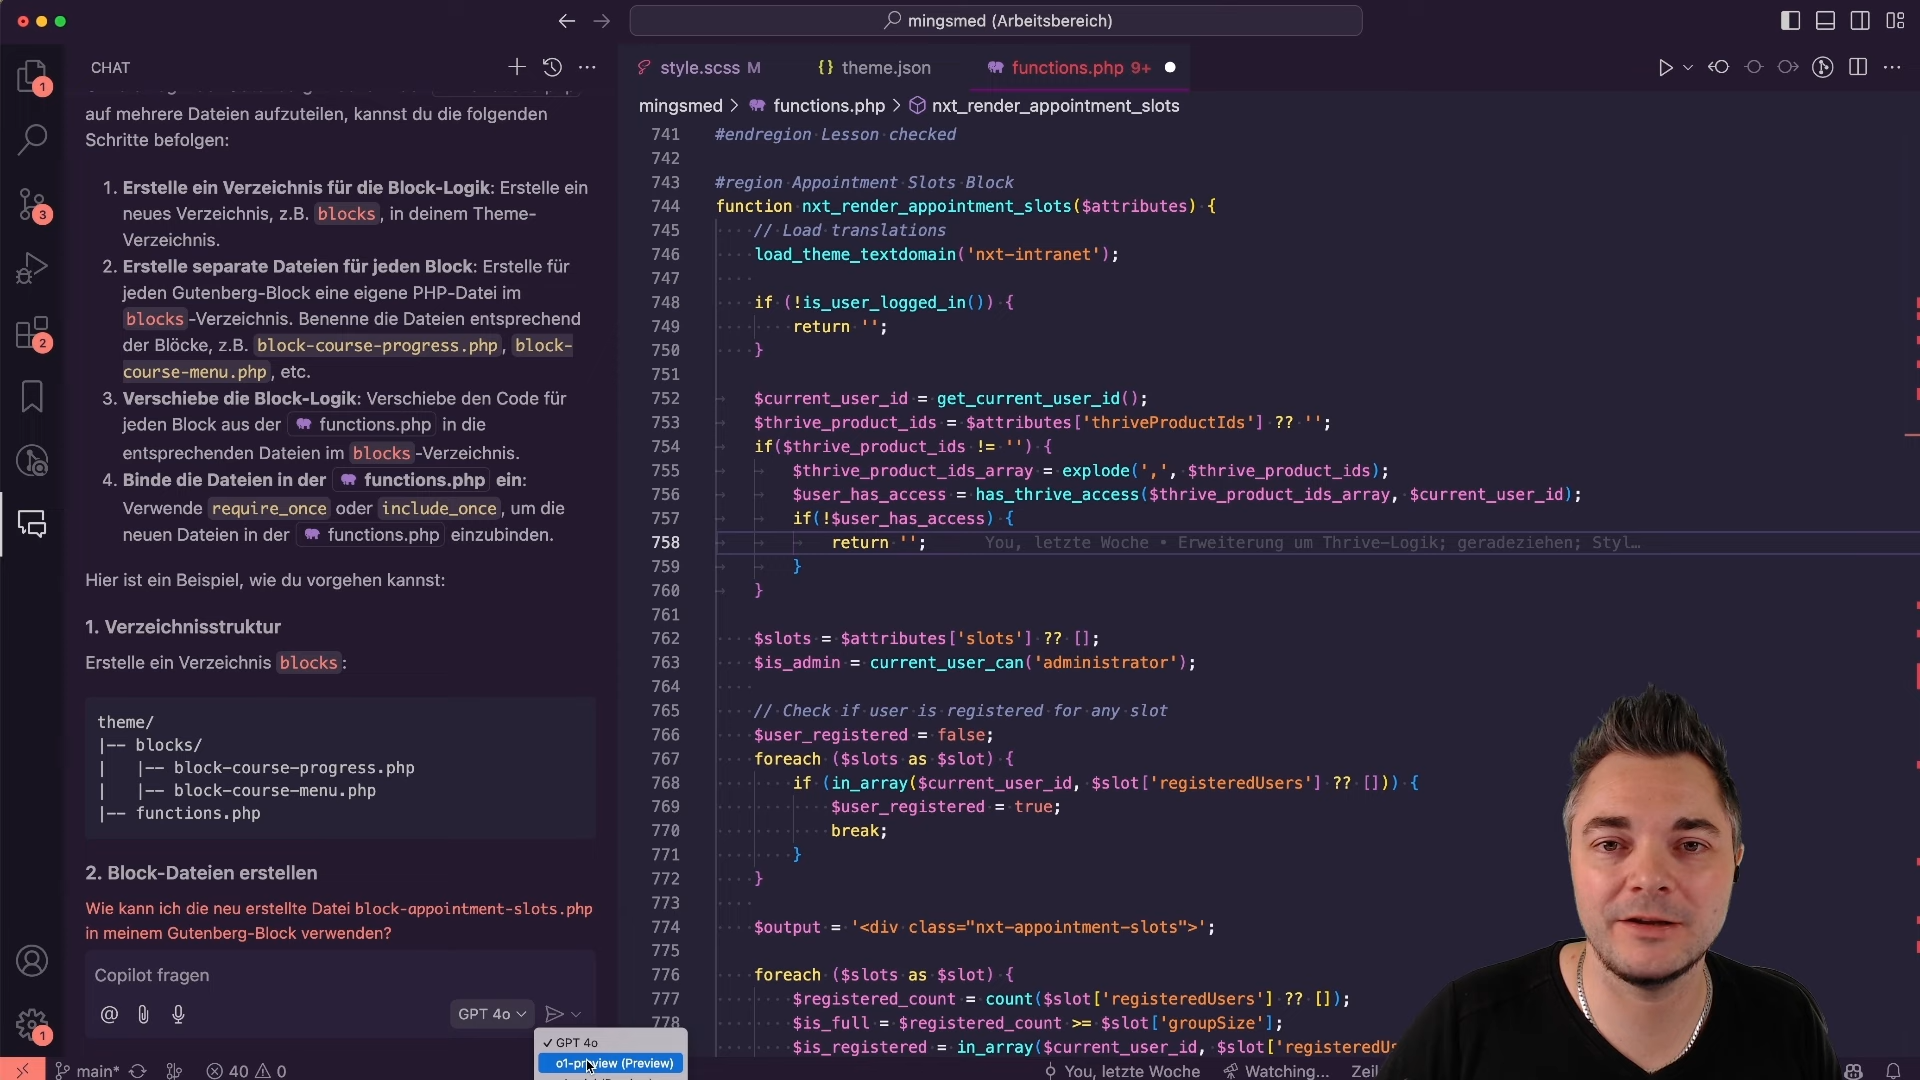 mingsmed (Arbeitsbereich)
CHAT
auf mehrere Dateien aufzuteilen, kannst du die folgenden
Schritte befolgen:
1. Erstelle ein Verzeichnis für die Block-Logik: Erstelle ein
neues Verzeichnis, z.B. blocks, in deinem Theme-
Verzeichnis.
2. Erstelle separate Dateien für jeden Block: Erstelle für
jeden Gutenberg-Block eine eigene PHP-Datei im
blocks-Verzeichnis. Benenne die Dateien entsprechend
der Blöcke, z.B. block-course-progress.php, block-
course-menu.php, etc.
3. Verschiebe die Block-Logik: Verschiebe den Code für
jeden Block aus der functions.php in die
entsprechenden Dateien im blocks-Verzeichnis.
4. Binde die Dateien in der functions.php ein:
Verwende require_once oder include_once, um die
neuen Dateien in der functions.php einzubinden.
Hier ist ein Beispiel, wie du vorgehen kannst:
1. Verzeichnisstruktur
Erstelle ein Verzeichnis blocks:
theme/
|-- blocks/
|   |-- block-course-progress.php
|   |-- block-course-menu.php
|-- functions.php
2. Block-Dateien erstellen
Wie kann ich die neu erstellte Datei block-appointment-slots.php
in meinem Gutenberg-Block verwenden?
Copilot fragen
GPT 4o
✓ GPT 4o
o1-preview (Preview)
style.scss M
{} theme.json
functions.php 9+
mingsmed > functions.php > nxt_render_appointment_slots
741 #endregion Lesson checked
742
743 #region Appointment Slots Block
744 function nxt_render_appointment_slots($attributes) {
745 // Load translations
746 load_theme_textdomain('nxt-intranet');
747
748 if (!is_user_logged_in()) {
749 return '';
750 }
751
752 $current_user_id = get_current_user_id();
753 $thrive_product_ids = $attributes['thriveProductIds'] ?? '';
754 if($thrive_product_ids != '') {
755 $thrive_product_ids_array = explode(',', $thrive_product_ids);
756 $user_has_access = has_thrive_access($thrive_product_ids_array, $current_user_id);
757 if(!$user_has_access) {
758 return ''; You, letzte Woche • Erweiterung um Thrive-Logik; geradeziehen; Styl…
759 }
760 }
761
762 $slots = $attributes['slots'] ?? [];
763 $is_admin = current_user_can('administrator');
764
765 // Check if user is registered for any slot
766 $user_registered = false;
767 foreach ($slots as $slot) {
768 if (in_array($current_user_id, $slot['registeredUsers'] ?? [])) {
769 $user_registered = true;
770 break;
771 }
772 }
773
774 $output = '<div class="nxt-appointment-slots">';
775
776 foreach ($slots as $slot) {
777 $registered_count = count($slot['registeredUsers'] ?? []);
778 $is_full = $registered_count >= $slot['groupSize'];
$is_registered = in_array($current_user_id, $slot['registeredUs
1
3
2
1
main*
40
0
You, letzte Woche
Watching...
Zeil